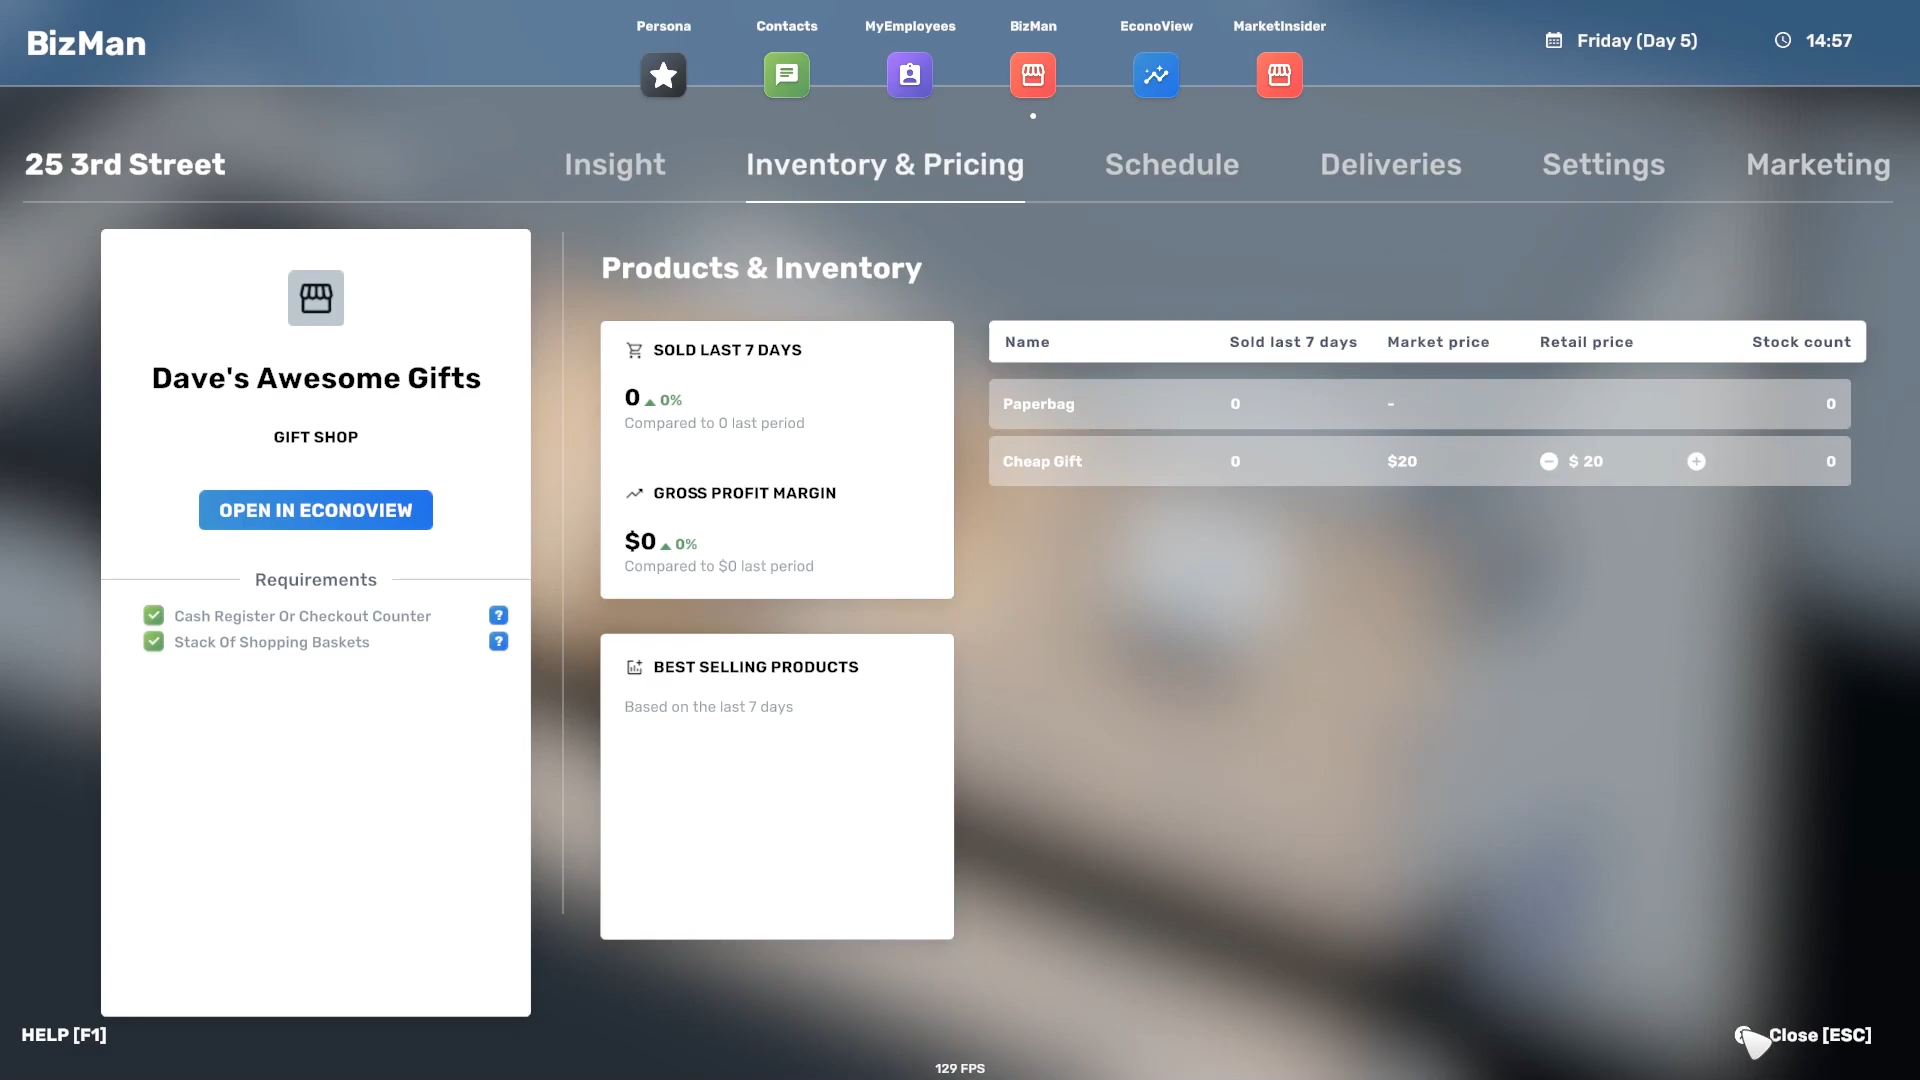 BizMan
Persona
Contacts
MyEmployees
BizMan
EconoView
MarketInsider
Friday (Day 5)
14:57
25 3rd Street
Insight
Inventory & Pricing
Schedule
Deliveries
Settings
Marketing
Dave's Awesome Gifts
GIFT SHOP
OPEN IN ECONOVIEW
Requirements
Cash Register Or Checkout Counter ?
Stack Of Shopping Baskets ?
Products & Inventory
SOLD LAST 7 DAYS
0 0%
Compared to 0 last period
GROSS PROFIT MARGIN
$0 0%
Compared to $0 last period
BEST SELLING PRODUCTS
Based on the last 7 days
Name Sold last 7 days Market price Retail price Stock count
Paperbag 0 - 0
Cheap Gift 0 $20 $ 20 0
HELP [F1]
Close [ESC]
129 FPS